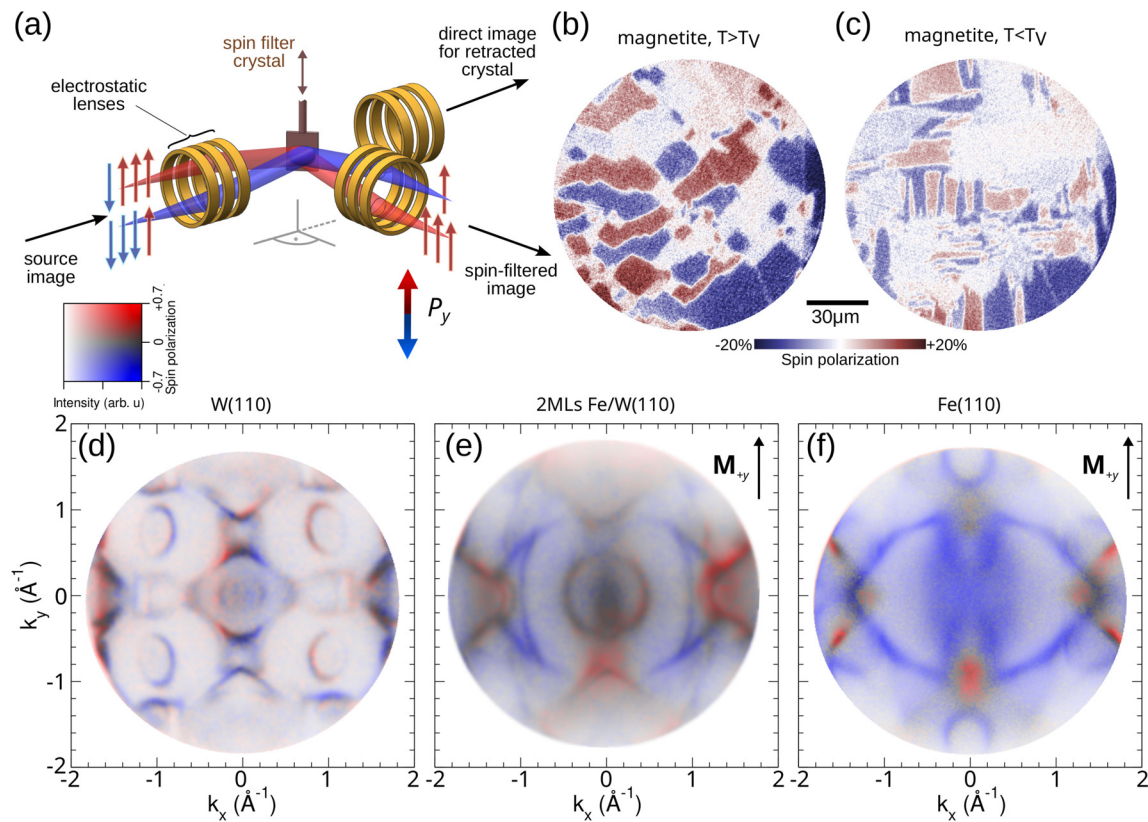 (a)
spin filter
crystal
direct image
for retracted
crystal
electrostatic
lenses
source
image
spin-filtered
image
P_y
+0.7
0
-0.7
Spin polarization
Intensity (arb. u)
(b)
magnetite, T>T_V
(c)
magnetite, T<T_V
30µm
-20%
+20%
Spin polarization
W(110)
2MLs Fe/W(110)
Fe(110)
(d)
(e)
M_+y
(f)
M_+y
2
1
0
-1
-2
k_y (Å⁻¹)
-2
-1
0
1
2
-2
-1
0
1
2
-2
-1
0
1
2
k_x (Å⁻¹)
k_x (Å⁻¹)
k_x (Å⁻¹)